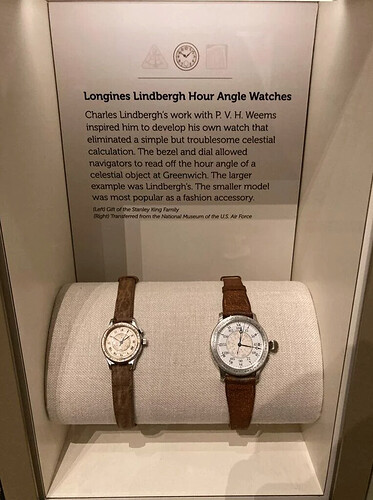 Longines Lindbergh Hour Angle Watches
Charles Lindbergh's work with P. V. H. Weems
inspired him to develop his own watch that
eliminated a simple but troublesome celestial
calculation. The bezel and dial allowed
navigators to read off the hour angle of a
celestial object at Greenwich. The larger
example was Lindbergh's. The smaller model
was most popular as a fashion accessory.
(Left) Gift of the Stanley King Family
(Right) Transferred from the National Museum of the U.S. Air Force